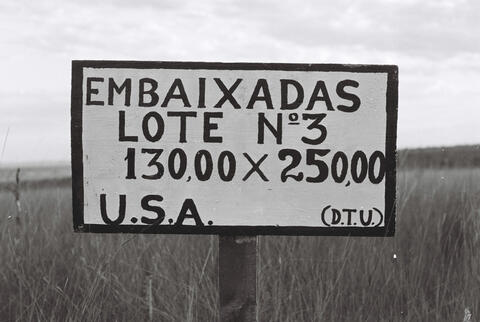 EMBAIXADAS
LOTE Nº3
130,00 X 250,00
U.S.A. (D.T.U.)